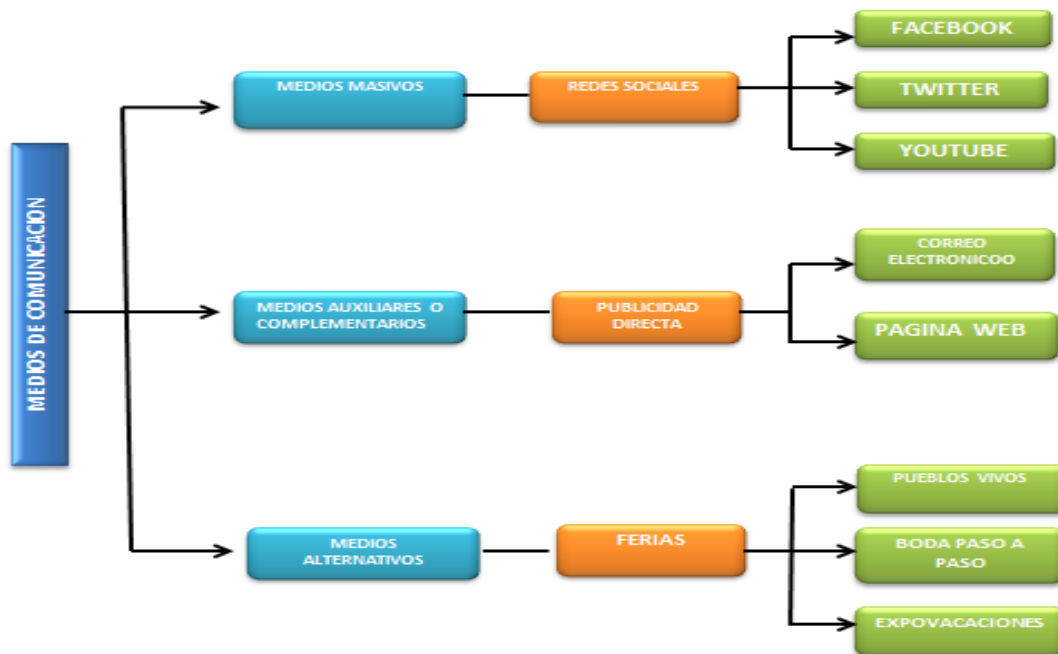 MEDIOS DE COMUNICACION
MEDIOS MASIVOS
REDES SOCIALES
FACEBOOK
TWITTER
YOUTUBE
MEDIOS AUXILIARES O
COMPLEMENTARIOS
PUBLICIDAD
DIRECTA
CORREO
ELECTRONICOO
PAGINA WEB
MEDIOS
ALTERNATIVOS
FERIAS
PUEBLOS VIVOS
BODA PASO A
PASO
EXPOVACACIONES